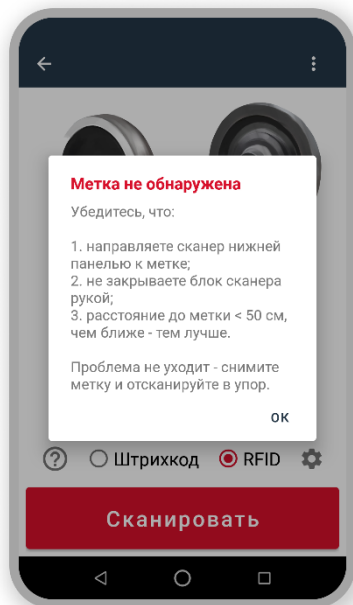 Метка не обнаружена
Убедитесь, что:
1. направляете сканер нижней
панелью к метке;
2. не закрываете блок сканера
рукой;
3. расстояние до метки < 50 см,
чем ближе - тем лучше.
Проблема не уходит - снимите
метку и отсканируйте в упор.
ОК
? Штрихкод RFID
Сканировать